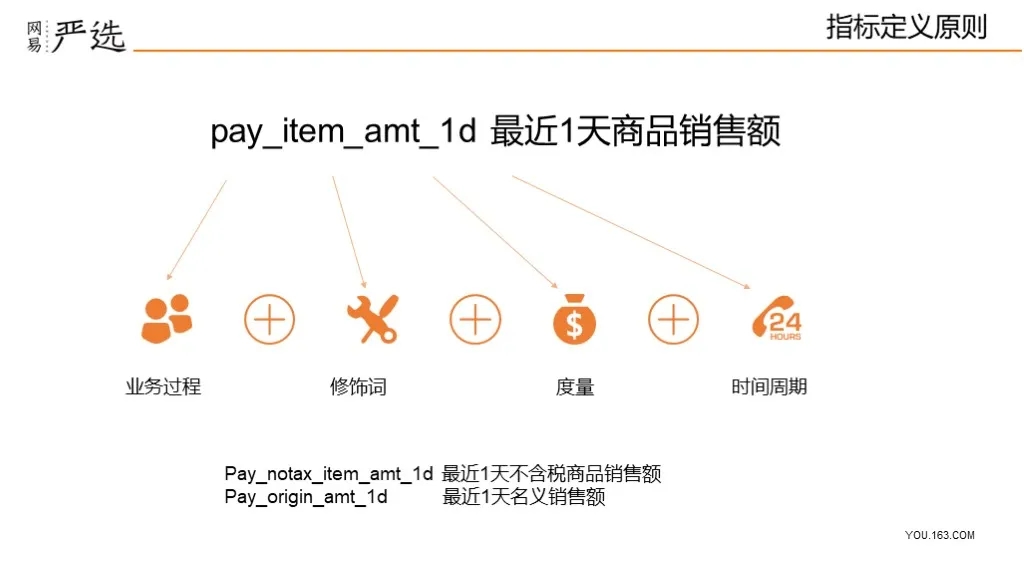 网易 严选
指标定义原则
pay_item_amt_1d 最近1天商品销售额
$
24
HOURS
业务过程
修饰词
度量
时间周期
Pay_notax_item_amt_1d 最近1天不含税商品销售额
Pay_origin_amt_1d 最近1天名义销售额
YOU.163.COM